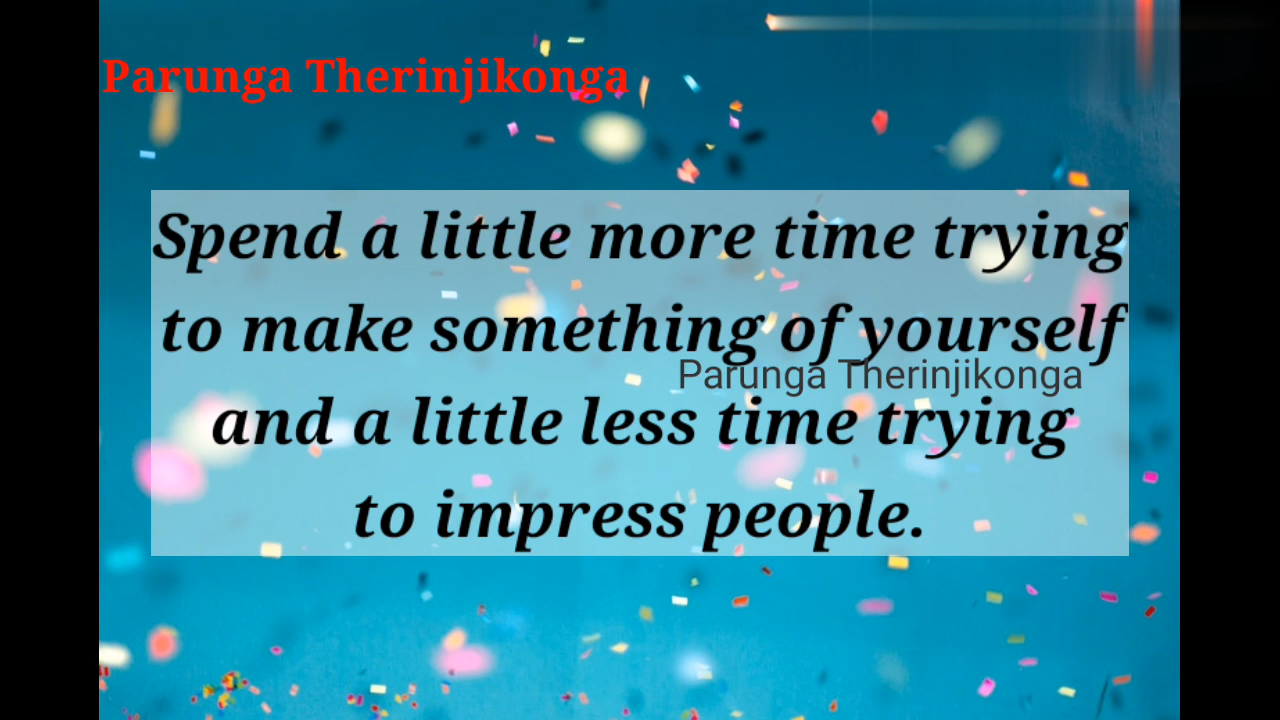 Parunga Therinjikonga
Spend a little more time trying
to make something of yourself
Parunga Therinjikonga
and a little less time trying
to impress people.